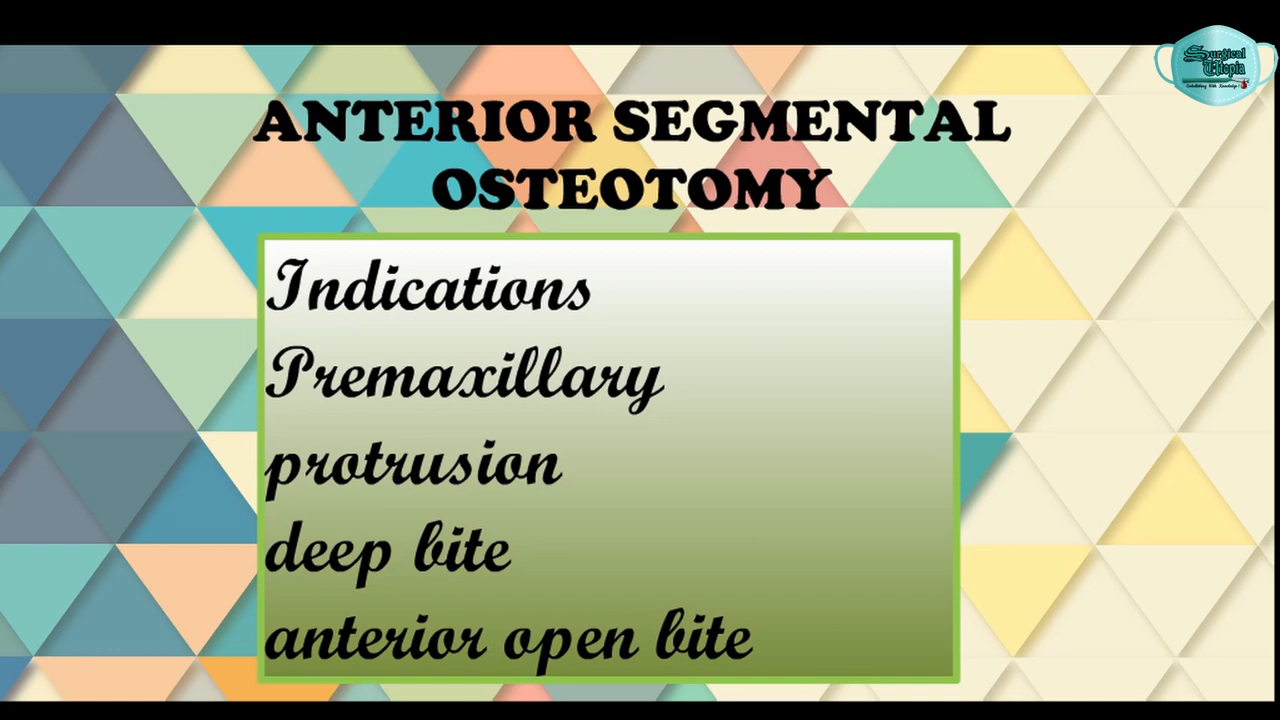 Surgical
Utopia
ANTERIOR SEGMENTAL
OSTEOTOMY
Indications
Premaxillary
protrusion
deep bite
anterior open bite